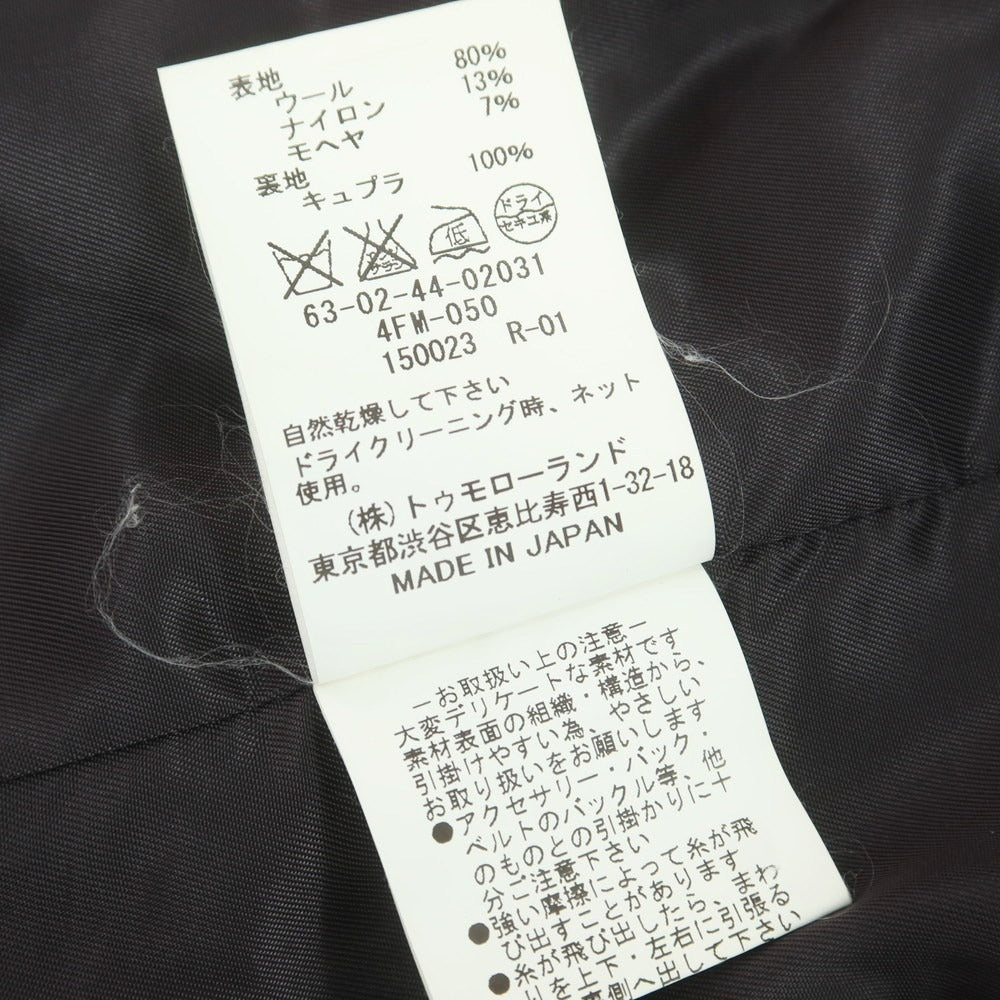 表地
ウール 80%
ナイロン 13%
モヘヤ 7%
裏地
キュプラ 100%
低
ドライ
セキユ系
63-02-44-02031
4FM-050
150023 R-01
自然乾燥して下さい
ドライクリーニング時、ネット
使用。
(株)トゥモローランド
東京都渋谷区恵比寿西1-32-18
MADE IN JAPAN
ーお取扱い上の注意ー
大変デリケートな素材です
素材表面の組織・構造から、
引掛けやすい為、やさしい
お取り扱いをお願いします
●アクセサリー・バック・
ベルトのバックル等、他
のものとの引掛かりに十
分ご注意下さい
●強い摩擦によって糸が飛
び出すことがあります
●糸が飛び出したら、まわ
りを上下・左右に引張る
裏側へ出して下さい